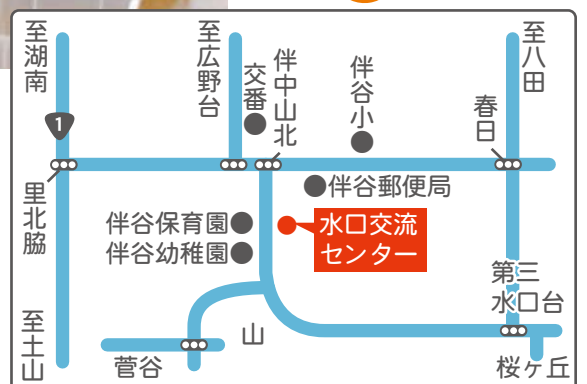 至湖南
至広野台
交番
伴中山北
伴谷小
至八田
春日
1
里北脇
伴谷郵便局
伴谷保育園
伴谷幼稚園
水口交流
センター
第三
水口台
至土山
山
菅谷
桜ヶ丘